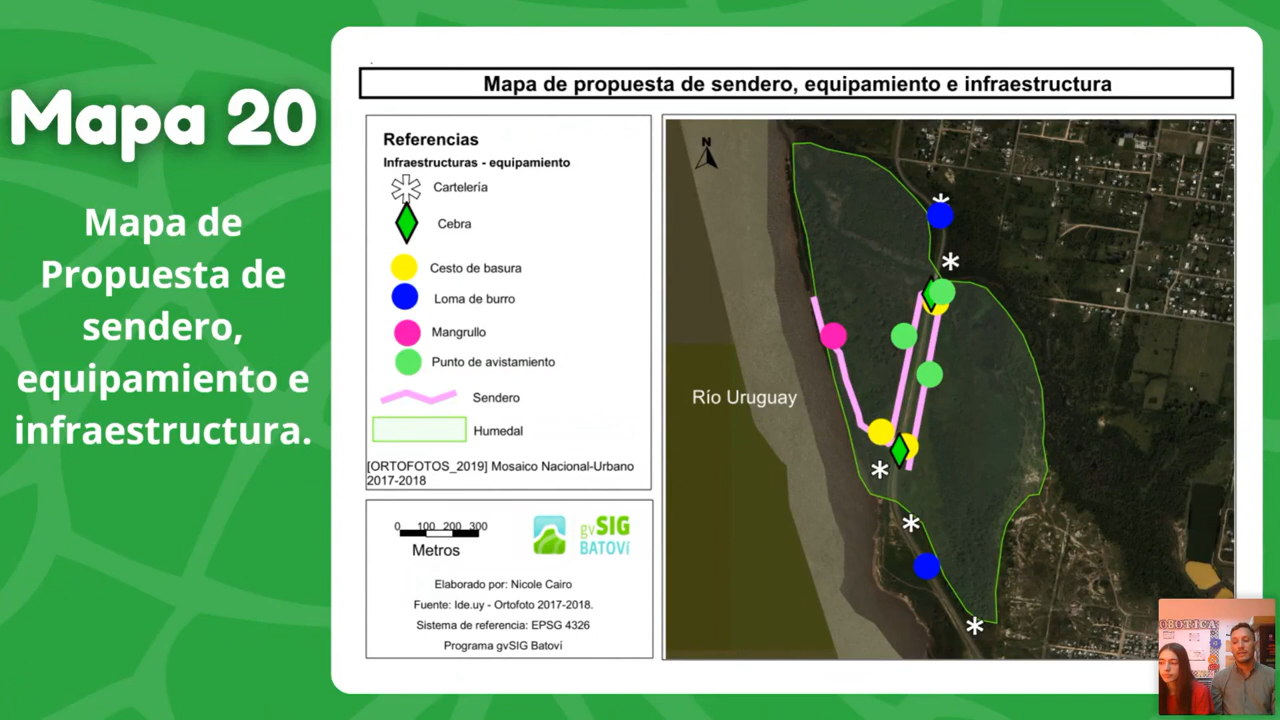 Mapa 20
Mapa de
Propuesta de
sendero,
equipamiento e
infraestructura.
Mapa de propuesta de sendero, equipamiento e infraestructura
Referencias
Infraestructuras - equipamiento
Cartelería
Cebra
Cesto de basura
Loma de burro
Mangrullo
Punto de avistamiento
Sendero
Humedal
[ORTOFOTOS_2019] Mosaico Nacional-Urbano
2017-2018
0 100 200 300
Metros
gvSIG
BATOVÍ
Elaborado por: Nicole Cairo
Fuente: Ide.uy - Ortofoto 2017-2018.
Sistema de referencia: EPSG 4326
Programa gvSIG Batoví
N
Río Uruguay
OBOTICA